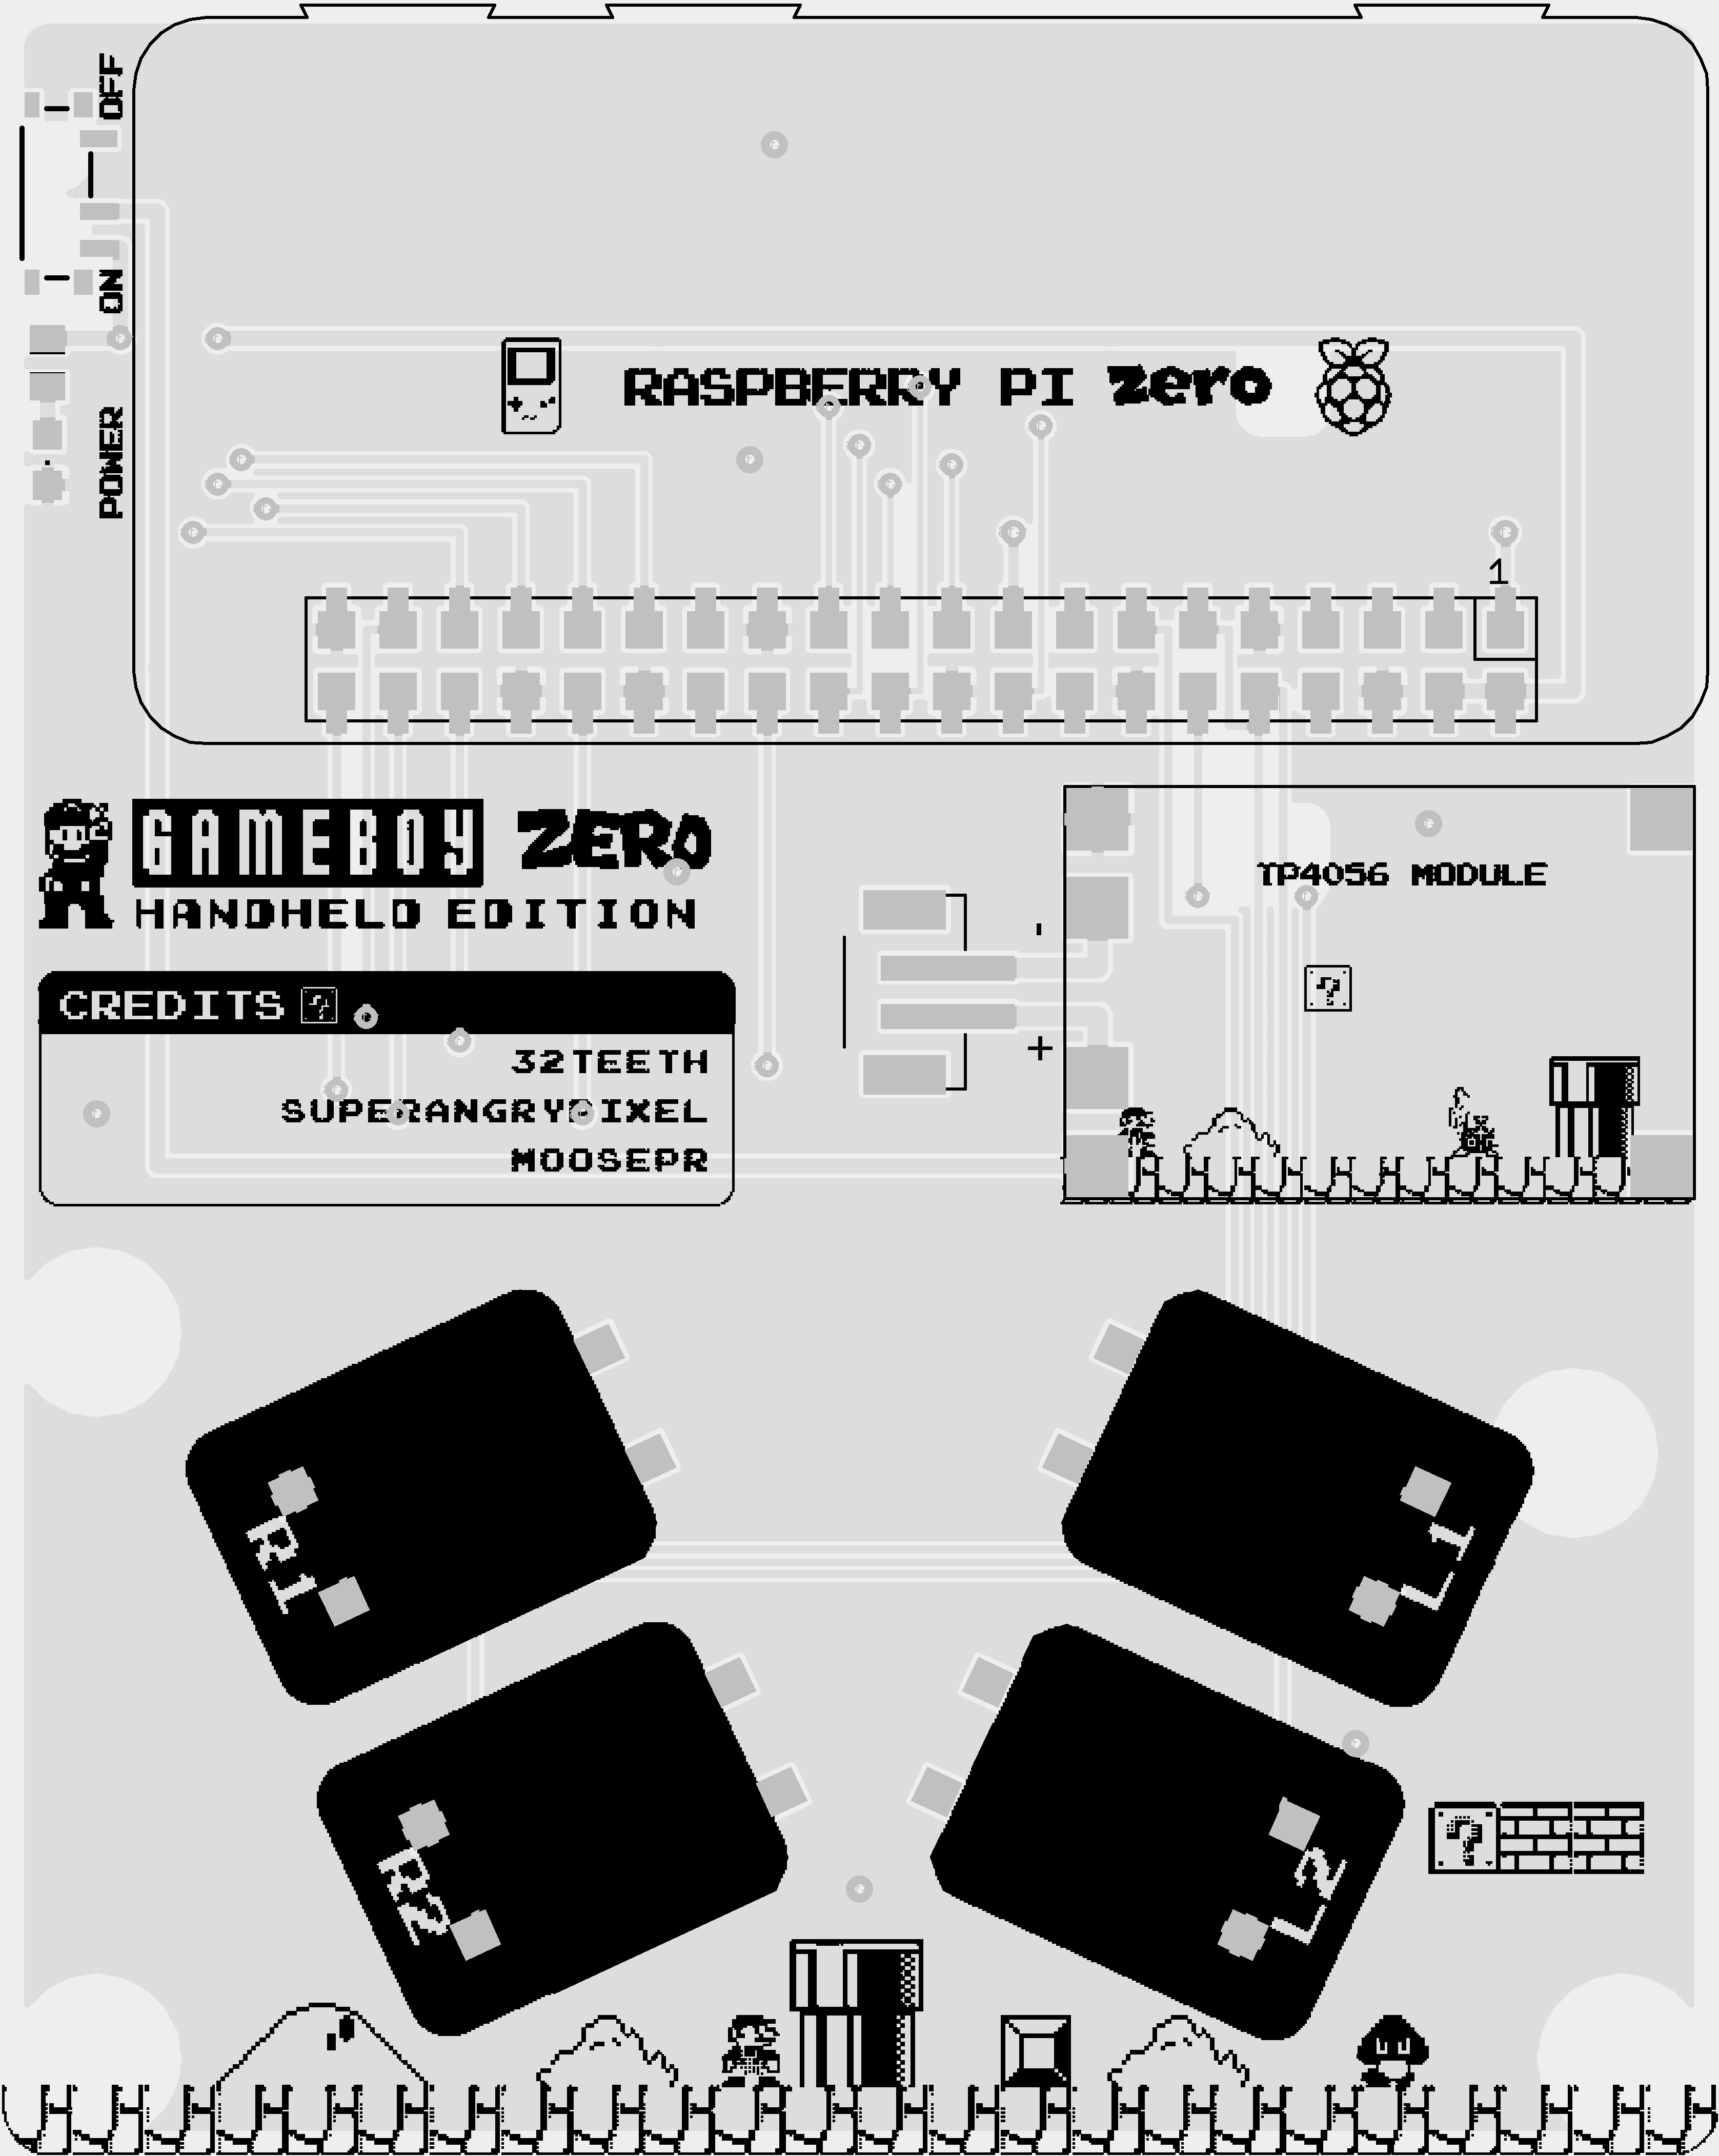 OFF
ON
POWER
RASPBERRY PI zero
1
GAMEBOY ZERO
HANDHELD EDITION
TP4056 MODULE
-
+
CREDITS ?
32TEETH
SUPERANGRYPIXEL
MOOSEPR
?
R1
L1
R2
L2
?